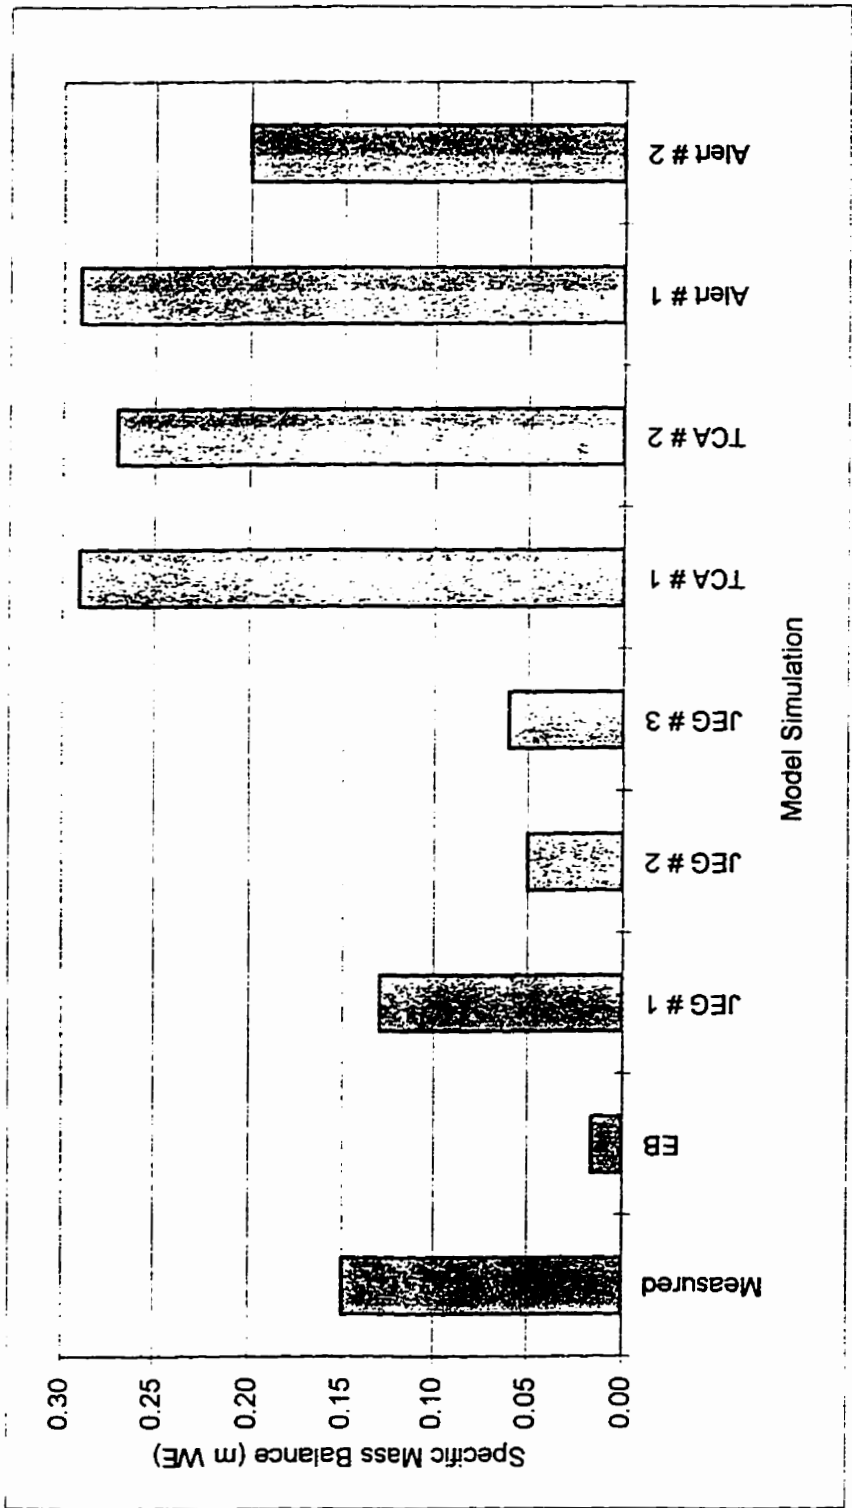 Specific Mass Balance (m WE)
0.30
0.25
0.20
0.15
0.10
0.05
0.00
Measured
EB
JEG # 1
JEG # 2
JEG # 3
TCA # 1
TCA # 2
Alert # 1
Alert # 2
Model Simulation